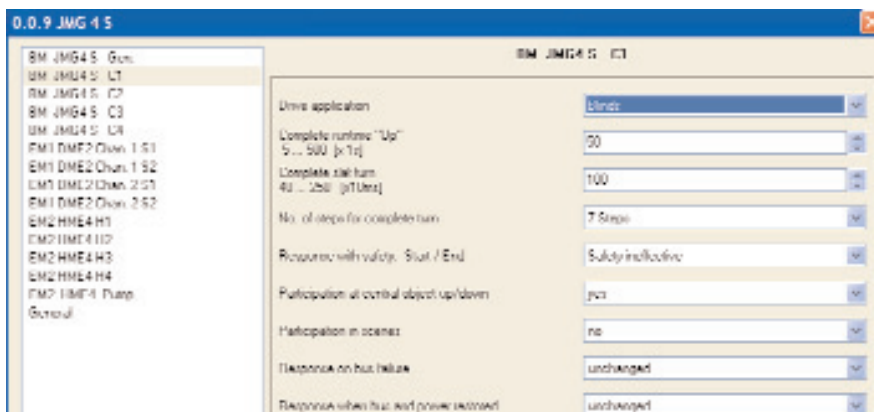 0.0.9 JMG 4 S
BM JMG4 S Gen.
BM JMG4 S C1
BM JMG4 S C2
BM JMG4 S C3
BM JMG4 S C4
EM1 DME2 Chan. 1 S1
EM1 DME2 Chan. 1 S2
EM1 DME2 Chan. 2 S1
EM1 DME2 Chan. 2 S2
EM2 HME4 H1
EM2 HME4 H2
EM2 HME4 H3
EM2 HME4 H4
EM2 HME4 Pump
General
BM JMG4 S C1
Drive application
Blinds
Complete runtime "Up"
5 ... 500 [x 1s]
50
Complete slat turn
40 ... 250 [x10ms]
100
No. of steps for complete turn
7 Steps
Response with safety: Start / End
Safety ineffective
Participation at central object up/down
yes
Participation in scenes
no
Response on bus failure
unchanged
Response when bus and power restored
unchanged